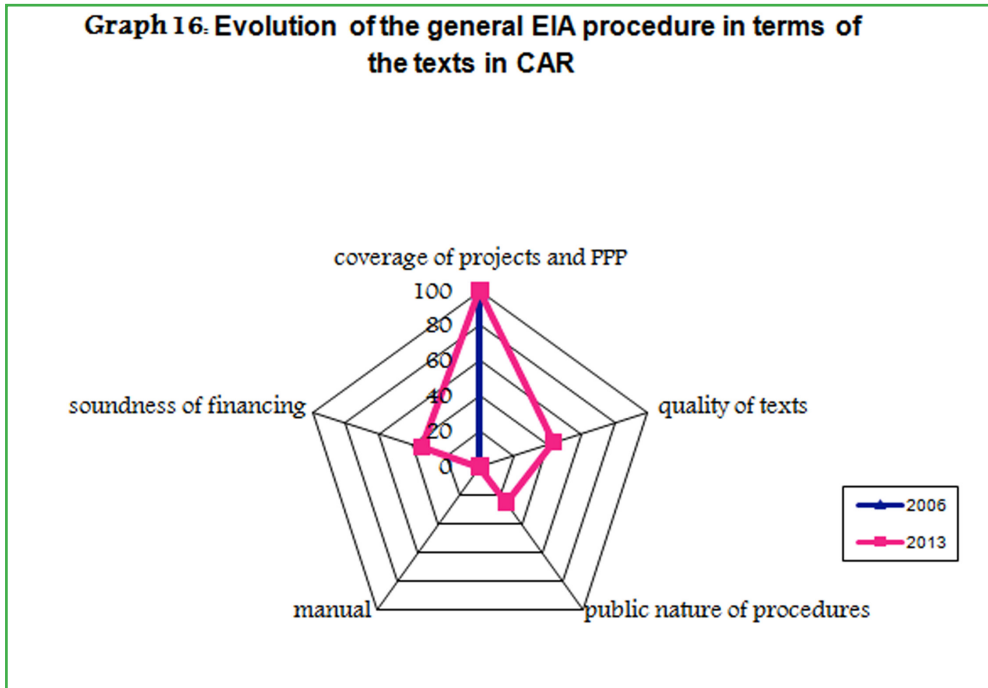 Graph 16: Evolution of the general EIA procedure in terms of
the texts in CAR
coverage of projects and PPP
100
80
60
40
20
0
soundness of financing
quality of texts
manual
public nature of procedures
2006
2013